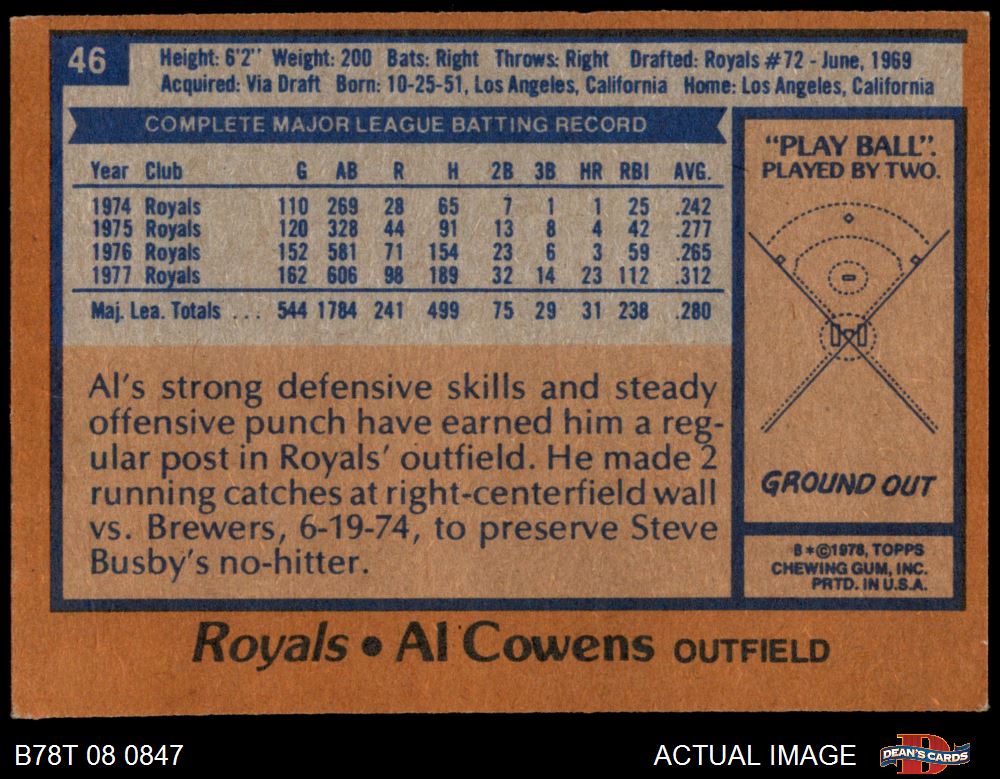 46
Height: 6'2" Weight: 200 Bats: Right Throws: Right Drafted: Royals #72 - June, 1969
Acquired: Via Draft Born: 10-25-51, Los Angeles, California Home: Los Angeles, California
COMPLETE MAJOR LEAGUE BATTING RECORD
Year Club G AB R H 2B 3B HR RBI AVG.
1974 Royals 110 269 28 65 7 1 1 25 .242
1975 Royals 120 328 44 91 13 8 4 42 .277
1976 Royals 152 581 71 154 23 6 3 59 .265
1977 Royals 162 606 98 189 32 14 23 112 .312
Maj. Lea. Totals ... 544 1784 241 499 75 29 31 238 .280
Al's strong defensive skills and steady
offensive punch have earned him a reg-
ular post in Royals' outfield. He made 2
running catches at right-centerfield wall
vs. Brewers, 6-19-74, to preserve Steve
Busby's no-hitter.
"PLAY BALL".
PLAYED BY TWO.
GROUND OUT
B*©1978, TOPPS
CHEWING GUM, INC.
PRTD. IN U.S.A.
Royals • Al Cowens OUTFIELD
B78T 08 0847
ACTUAL IMAGE
D
DEAN'S CARDS